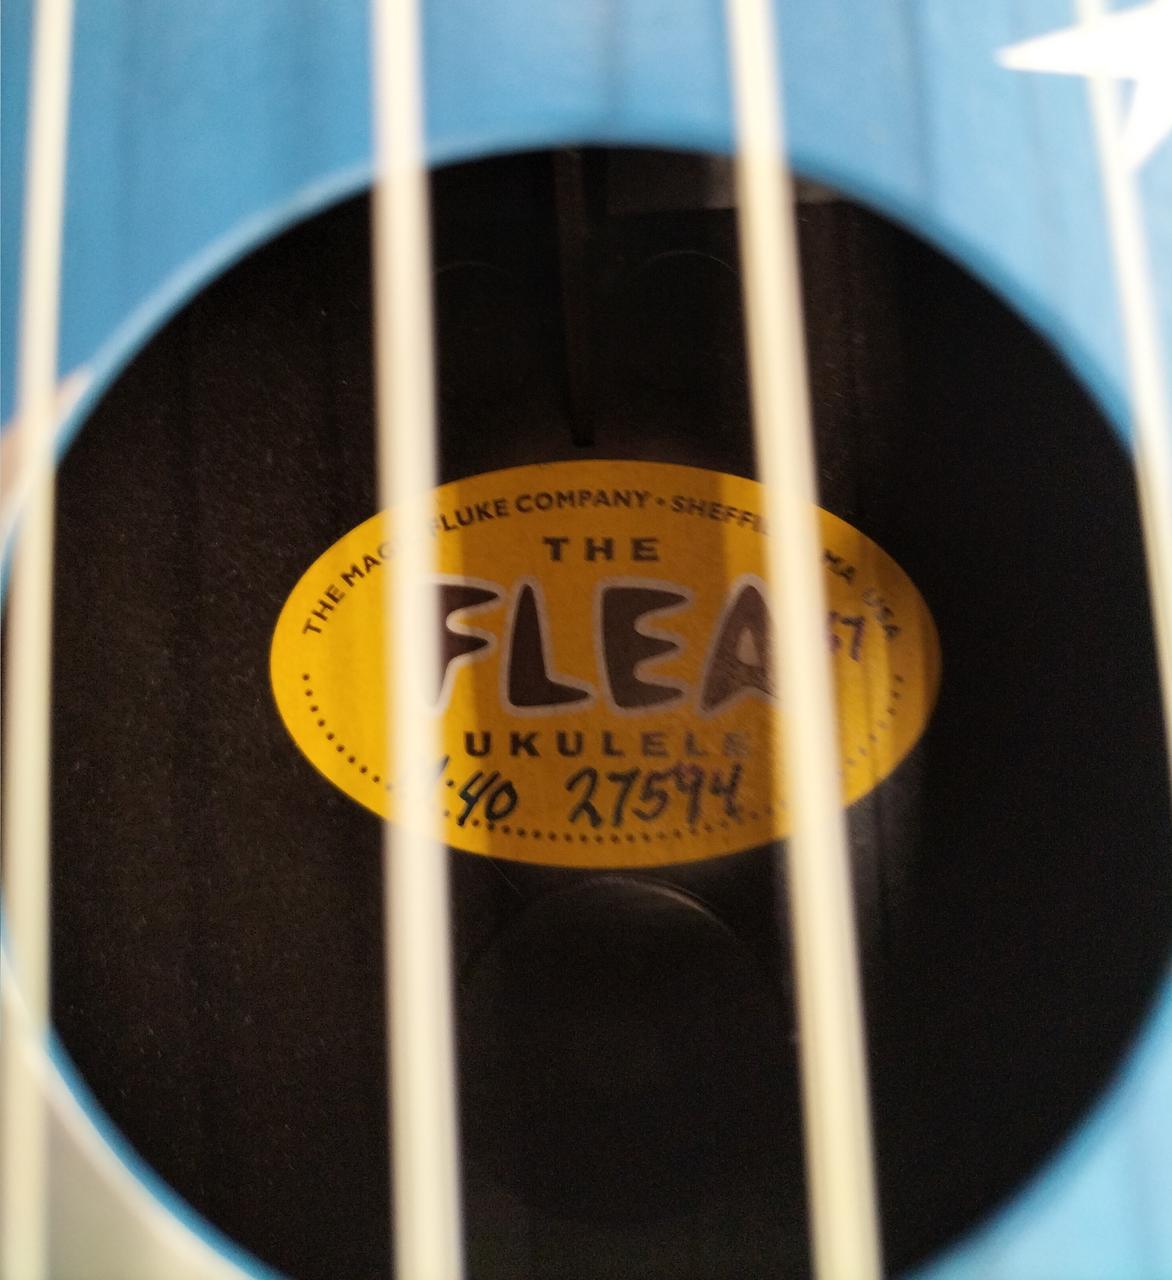 THE FLUKE COMPANY • MA USA
THE
FLEA
UKULELE
40 27594